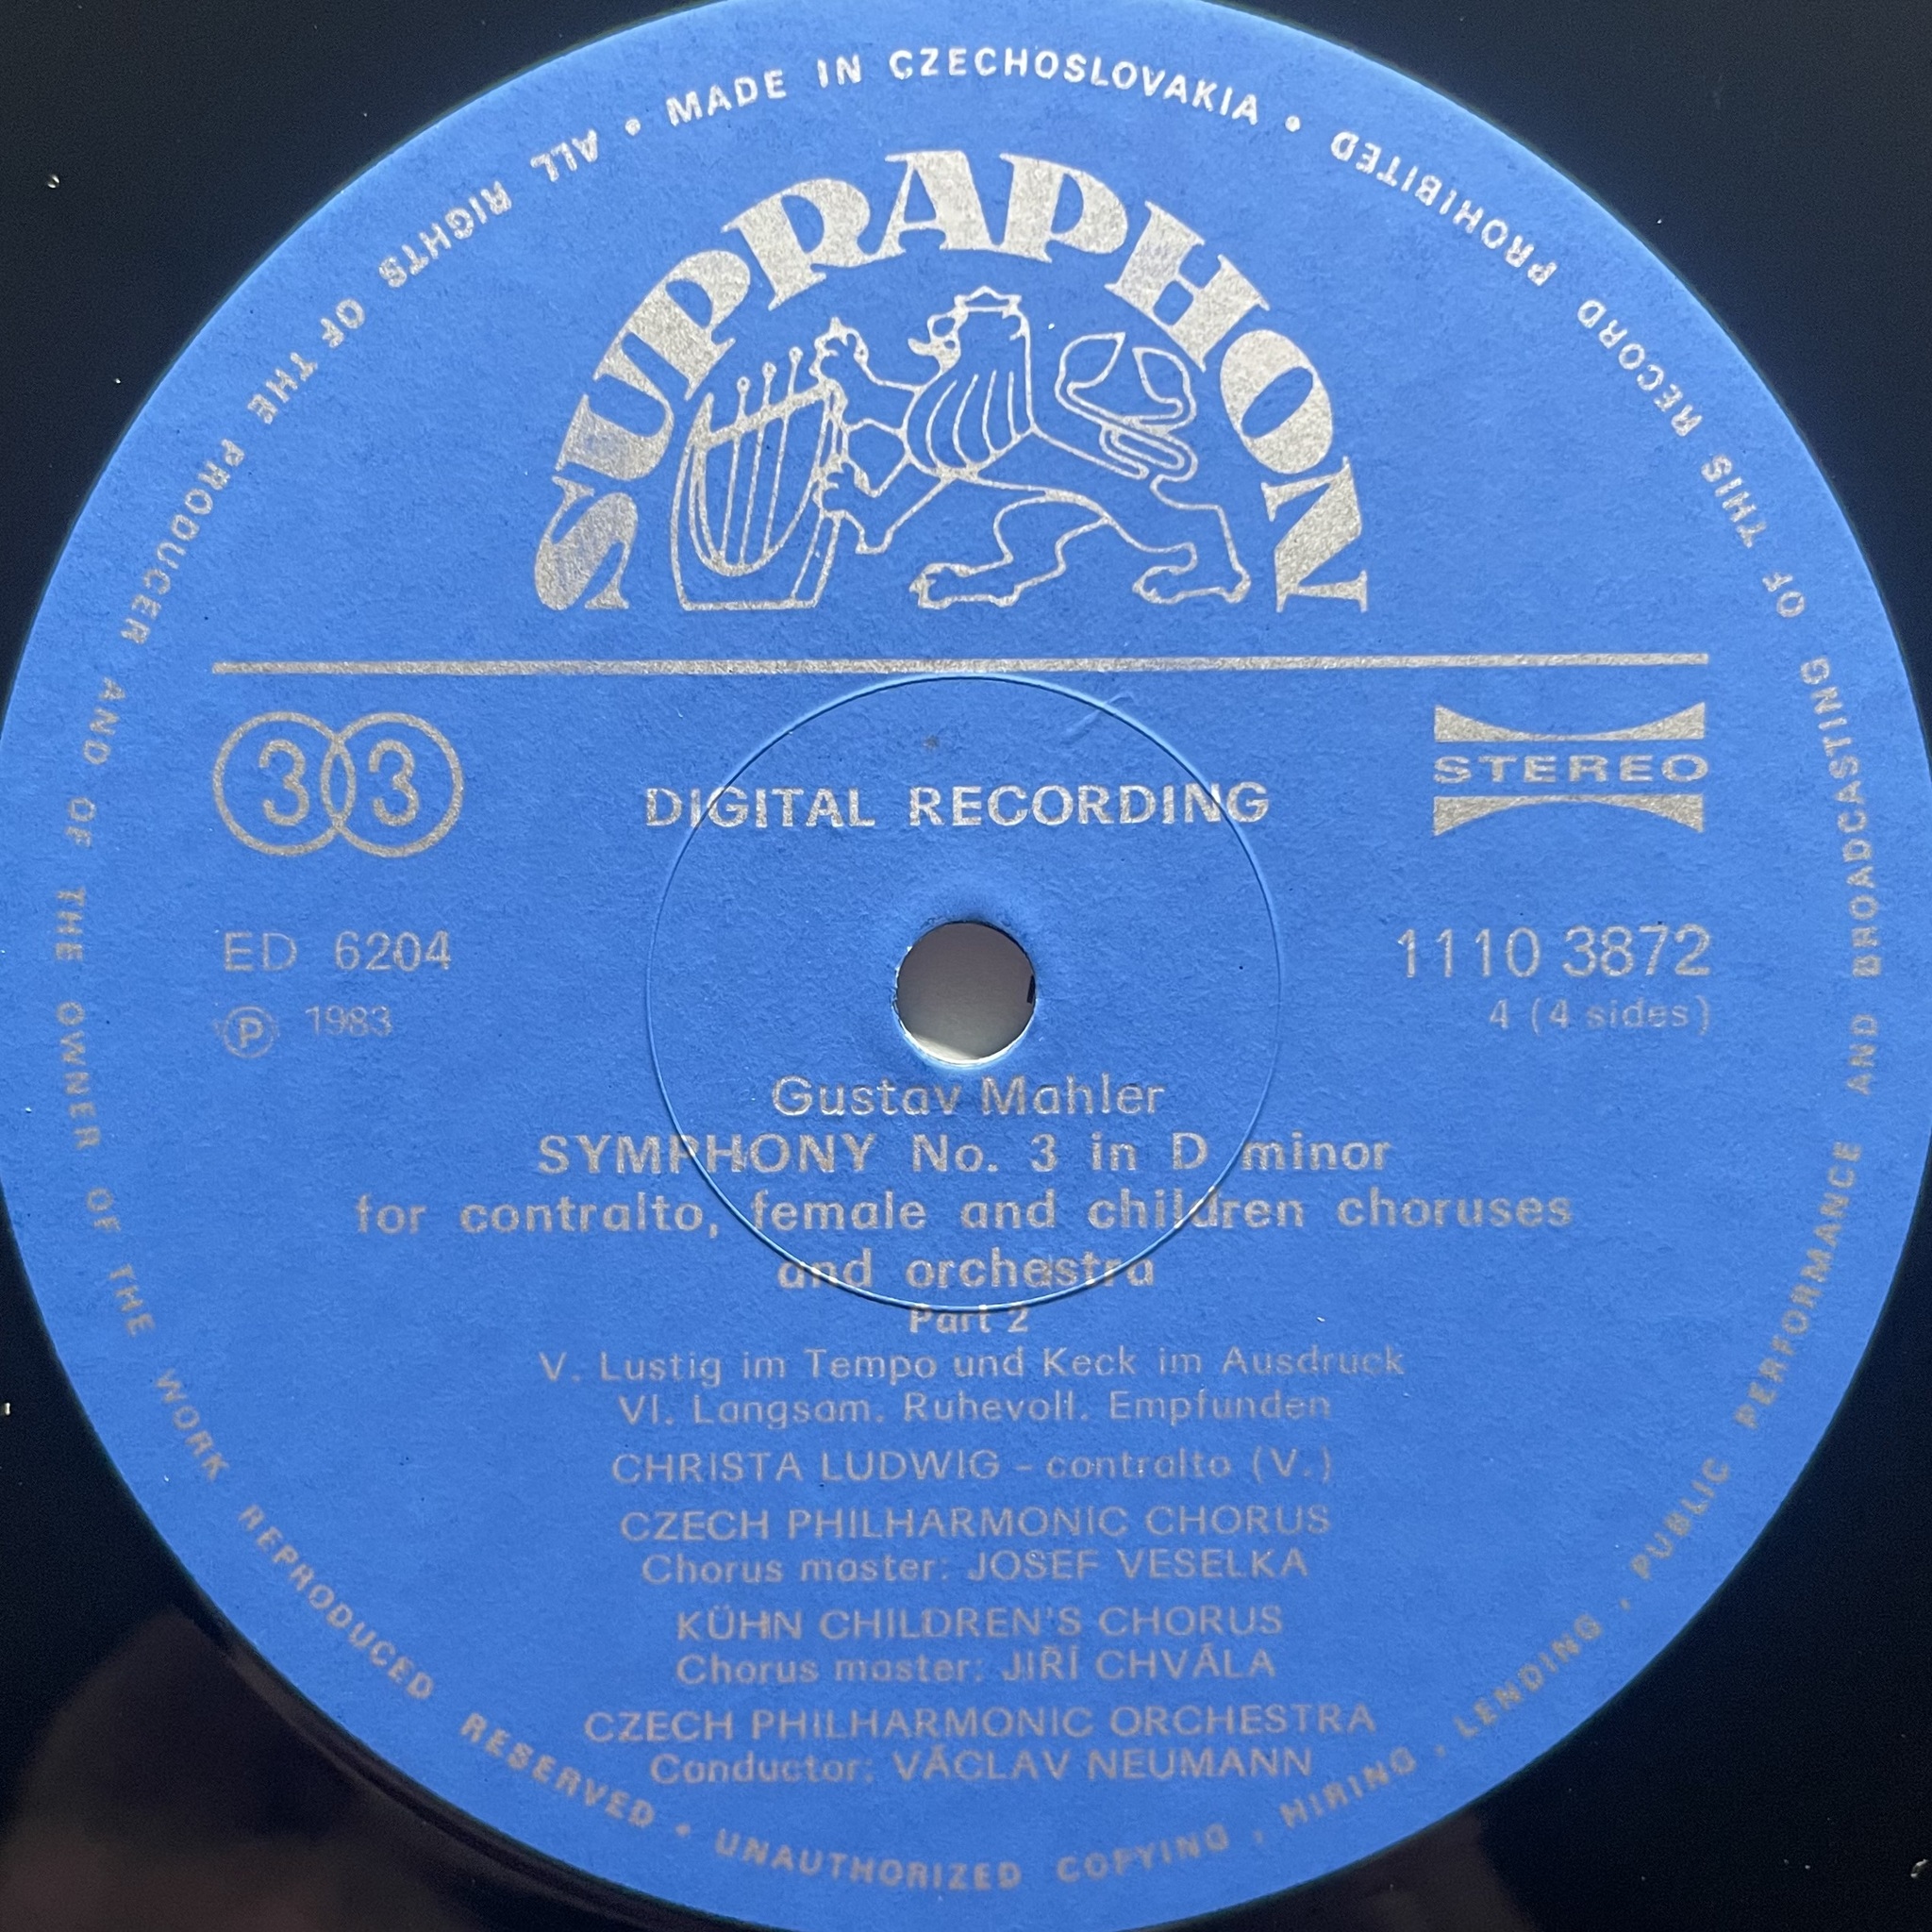 MADE IN CZECHOSLOVAKIA • PROHIBITED RECORD THIS OF BROADCASTING AND PERFORMANCE PUBLIC . LENDING . HIRING . COPYING UNAUTHORIZED • RESERVED REPRODUCED WORK THE OF OWNER THE OF AND PRODUCER THE OF RIGHTS ALL •
SUPRAPHON
33
DIGITAL RECORDING
STEREO
ED 6204
1110 3872
Ⓟ 1983
4 (4 sides)
Gustav Mahler
SYMPHONY No. 3 in D minor
for contralto, female and children choruses
and orchestra
Part 2
V. Lustig im Tempo und Keck im Ausdruck
VI. Langsam. Ruhevoll. Empfunden
CHRISTA LUDWIG – contralto (V.)
CZECH PHILHARMONIC CHORUS
Chorus master: JOSEF VESELKA
KÜHN CHILDREN'S CHORUS
Chorus master: JIŘÍ CHVÁLA
CZECH PHILHARMONIC ORCHESTRA
Conductor: VÁCLAV NEUMANN